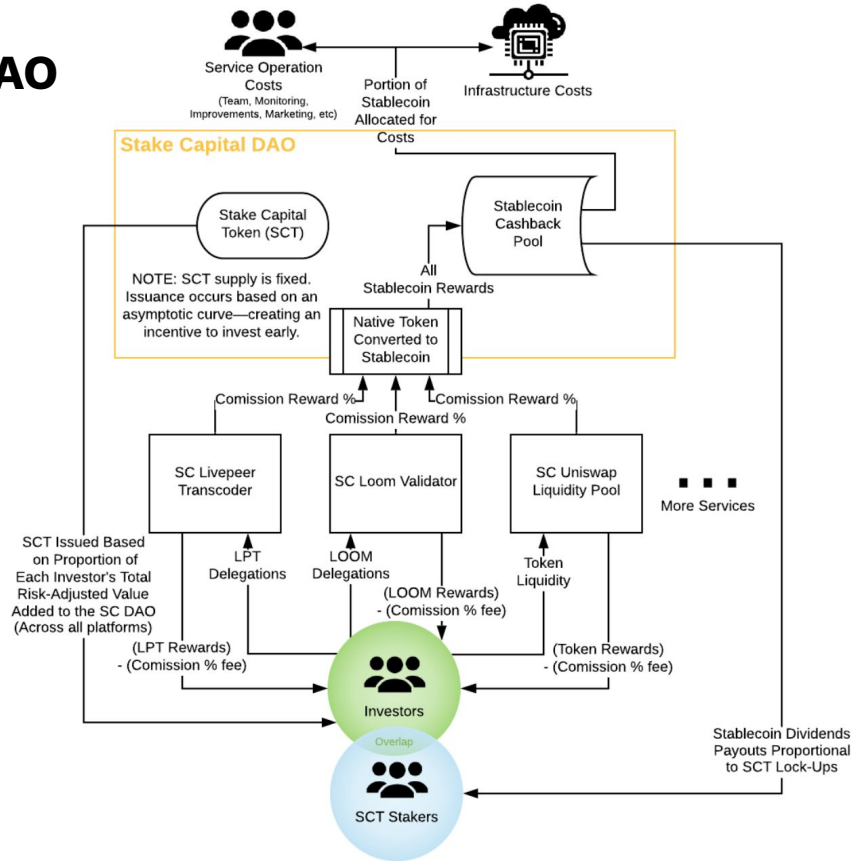 AO
Service Operation
Costs
(Team, Monitoring,
Improvements, Marketing, etc)
Portion of
Stablecoin
Allocated for
Costs
Infrastructure Costs
Stake Capital DAO
Stake Capital
Token (SCT)
Stablecoin
Cashback
Pool
NOTE: SCT supply is fixed.
Issuance occurs based on an
asymptotic curve—creating an
incentive to invest early.
All
Stablecoin Rewards
Native Token
Converted to
Stablecoin
Comission Reward %
Comission Reward %
Comission Reward %
SC Livepeer
Transcoder
SC Loom Validator
SC Uniswap
Liquidity Pool
More Services
SCT Issued Based
on Proportion of
Each Investor's Total
Risk-Adjusted Value
Added to the SC DAO
(Across all platforms)
LPT
Delegations
LOOM
Delegations
(LOOM Rewards)
- (Comission % fee)
Token
Liquidity
(LPT Rewards)
- (Comission % fee)
(Token Rewards)
- (Comission % fee)
Investors
Overlap
SCT Stakers
Stablecoin Dividends
Payouts Proportional
to SCT Lock-Ups